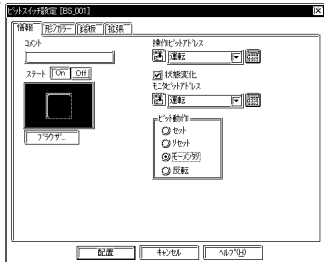 ビットスイッチ設定 [BS_001]
情報 形/カラー 銘板 拡張
コメント
ステート On Off
ブラウザ...
操作ビットアドレス
運転
状態変化
モニタビットアドレス
運転
ビット動作
セット
リセット
モーメンタリ
反転
配置 キャンセル ヘルプ(H)